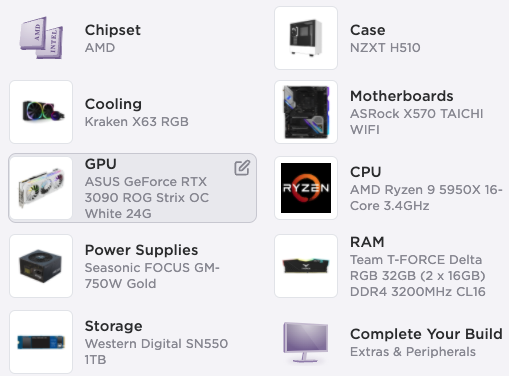 AMD
INTEL
Chipset
AMD
Case
NZXT H510
Cooling
Kraken X63 RGB
Motherboards
ASRock X570 TAICHI
WIFI
GPU
ASUS GeForce RTX
3090 ROG Strix OC
White 24G
RYZEN
CPU
AMD Ryzen 9 5950X 16-
Core 3.4GHz
Power Supplies
Seasonic FOCUS GM-
750W Gold
RAM
Team T-FORCE Delta
RGB 32GB (2 x 16GB)
DDR4 3200MHz CL16
Storage
Western Digital SN550
1TB
Complete Your Build
Extras & Peripherals